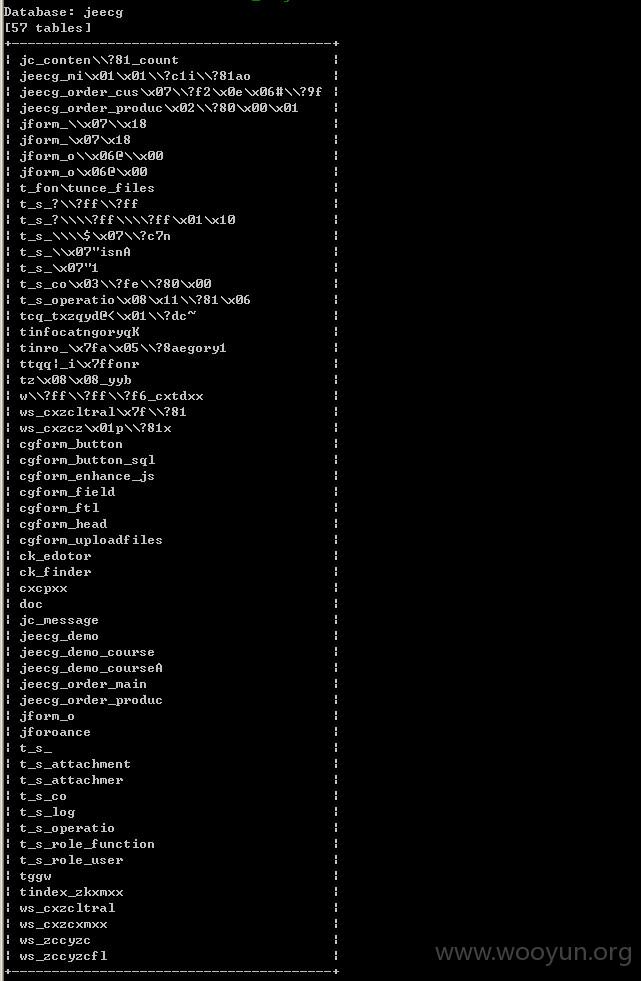 Database: jeecg
[57 tables]
+---------------------------------------+
¦ jc_conten\\?81_count ¦
¦ jeecg_mi\x01\x01\\?c1i\\?81ao ¦
¦ jeecg_order_cus\x07\\?f2\x0e\x06#\\?9f ¦
¦ jeecg_order_produc\x02\\?80\x00\x01 ¦
¦ jform_\\x07\\x18 ¦
¦ jform_\x07\x18 ¦
¦ jform_o\\x06@\\x00 ¦
¦ jform_o\x06@\x00 ¦
¦ t_fon\tunce_files ¦
¦ t_s_?\\?ff\\?ff ¦
¦ t_s_?\\\\?ff\\\\?ff\x01\x10 ¦
¦ t_s_\\\\$\x07\\?c7n ¦
¦ t_s_\\x07"isnA ¦
¦ t_s_\x07"1 ¦
¦ t_s_co\x03\\?fe\\?80\x00 ¦
¦ t_s_operatio\x08\x11\\?81\x06 ¦
¦ tcq_txzqyd@<\x01\\?dc~ ¦
¦ tinfocatngoryqK ¦
¦ tinro_\x7fa\x05\\?8aegory1 ¦
¦ ttqq¦_i\x7ffonr ¦
¦ tz\x08\x08_yyb ¦
¦ w\\?ff\\?ff\\?f6_cxtdxx ¦
¦ ws_cxzcltral\x7f\\?81 ¦
¦ ws_cxzcz\x01p\\?81x ¦
¦ cgform_button ¦
¦ cgform_button_sql ¦
¦ cgform_enhance_js ¦
¦ cgform_field ¦
¦ cgform_ftl ¦
¦ cgform_head ¦
¦ cgform_uploadfiles ¦
¦ ck_edotor ¦
¦ ck_finder ¦
¦ cxcpxx ¦
¦ doc ¦
¦ jc_message ¦
¦ jeecg_demo ¦
¦ jeecg_demo_course ¦
¦ jeecg_demo_courseA ¦
¦ jeecg_order_main ¦
¦ jeecg_order_produc ¦
¦ jform_o ¦
¦ jforoance ¦
¦ t_s_ ¦
¦ t_s_attachment ¦
¦ t_s_attachmer ¦
¦ t_s_co ¦
¦ t_s_log ¦
¦ t_s_operatio ¦
¦ t_s_role_function ¦
¦ t_s_role_user ¦
¦ tggw ¦
¦ tindex_zkxmxx ¦
¦ ws_cxzcltral ¦
¦ ws_cxzcxmxx ¦
¦ ws_zccyzc ¦
¦ ws_zccyzcfl ¦
+---------------------------------------+
www.wooyun.org